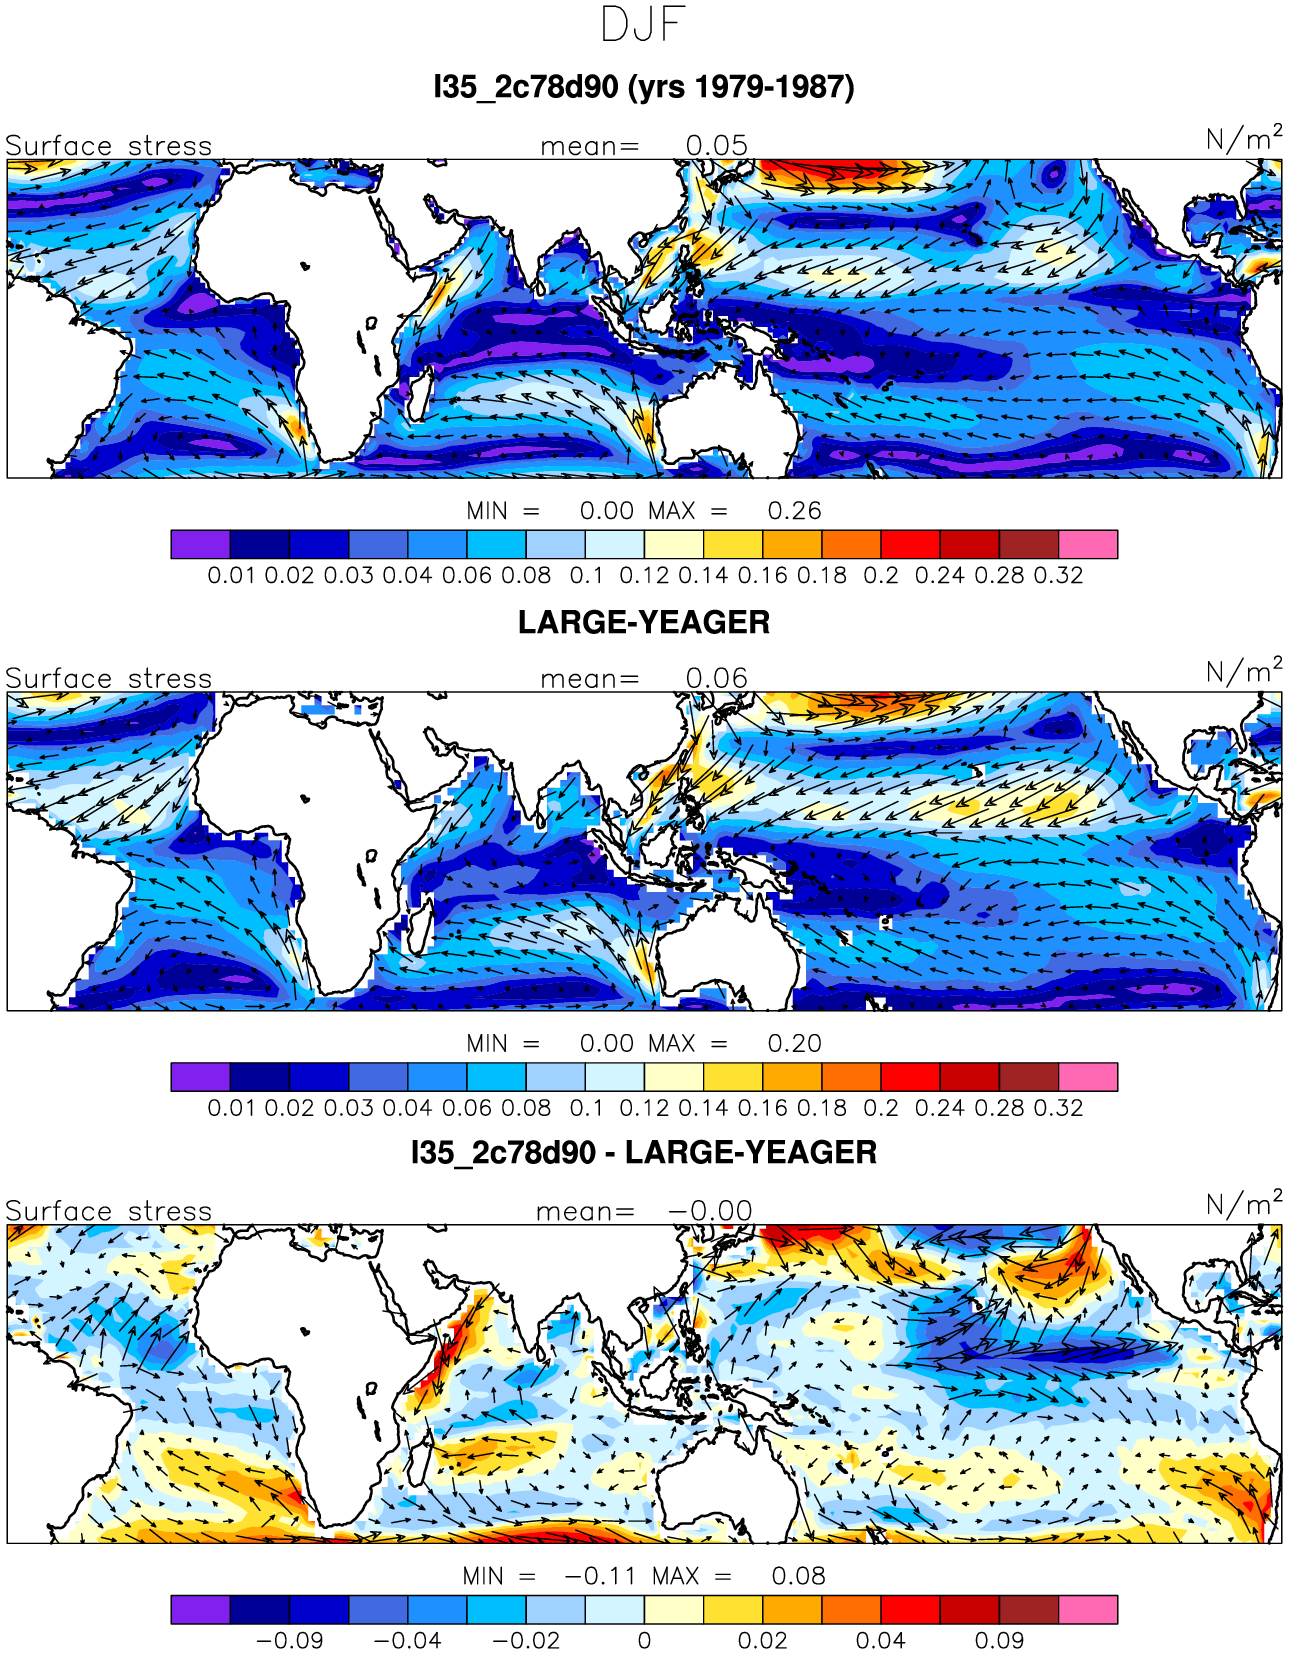 DJF
I35_2c78d90 (yrs 1979-1987)
Surface stress mean= 0.05 N/m²
MIN = 0.00 MAX = 0.26
0.01 0.02 0.03 0.04 0.06 0.08 0.1 0.12 0.14 0.16 0.18 0.2 0.24 0.28 0.32
LARGE-YEAGER
Surface stress mean= 0.06 N/m²
MIN = 0.00 MAX = 0.20
0.01 0.02 0.03 0.04 0.06 0.08 0.1 0.12 0.14 0.16 0.18 0.2 0.24 0.28 0.32
I35_2c78d90 - LARGE-YEAGER
Surface stress mean= −0.00 N/m²
MIN = −0.11 MAX = 0.08
−0.09 −0.04 −0.02 0 0.02 0.04 0.09